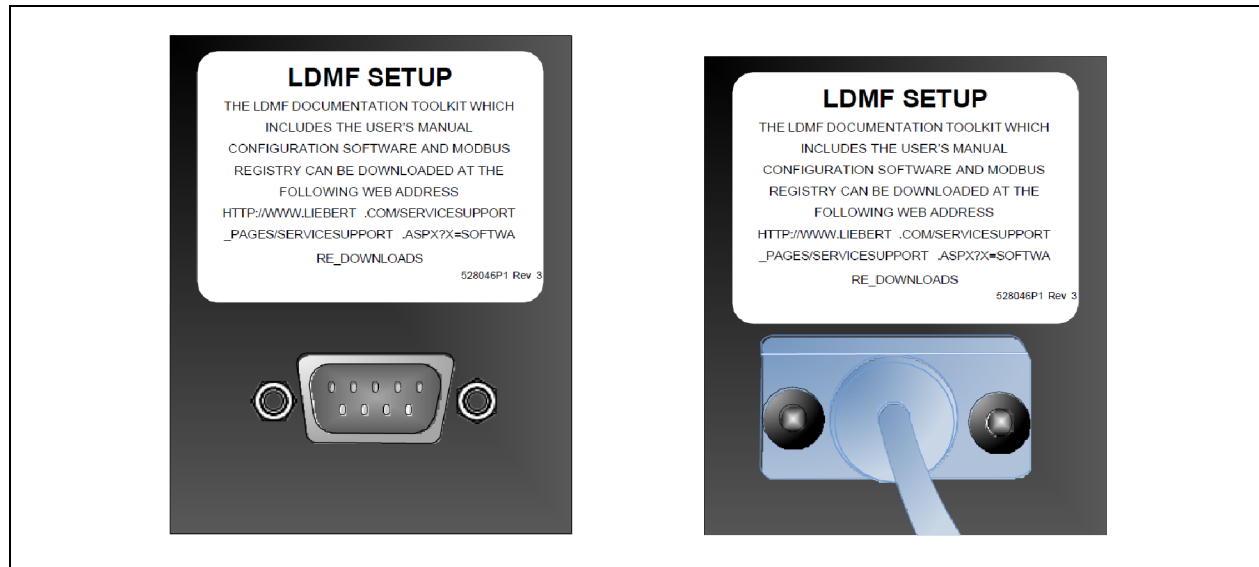 LDMF SETUP
THE LDMF DOCUMENTATION TOOLKIT WHICH
INCLUDES THE USER'S MANUAL
CONFIGURATION SOFTWARE AND MODBUS
REGISTRY CAN BE DOWNLOADED AT THE
FOLLOWING WEB ADDRESS
HTTP://WWW.LIEBERT .COM/SERVICESUPPORT
_PAGES/SERVICESUPPORT .ASPX?X=SOFTWA
RE_DOWNLOADS
528046P1 Rev 3
LDMF SETUP
THE LDMF DOCUMENTATION TOOLKIT WHICH
INCLUDES THE USER'S MANUAL
CONFIGURATION SOFTWARE AND MODBUS
REGISTRY CAN BE DOWNLOADED AT THE
FOLLOWING WEB ADDRESS
HTTP://WWW.LIEBERT .COM/SERVICESUPPORT
_PAGES/SERVICESUPPORT .ASPX?X=SOFTWA
RE_DOWNLOADS
528046P1 Rev 3